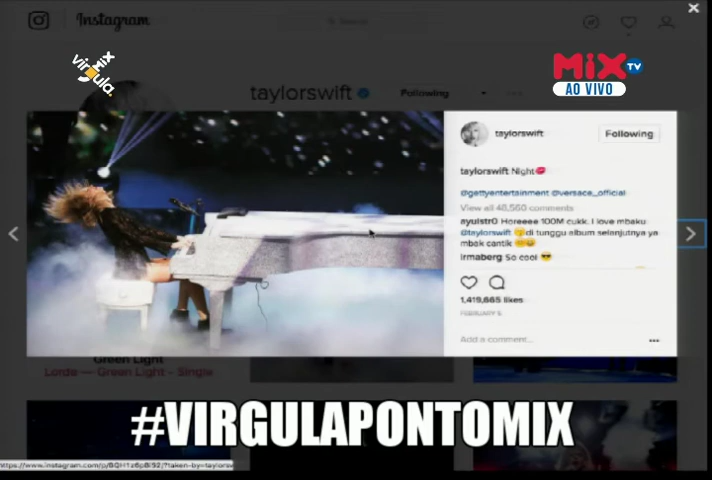 Instagram
Search
virgula.
MiX
MiX TV
AO VIVO
taylorswift
Following
taylorswift
Following
taylorswift Night💋
@gettyentertainment @versace_official
View all 48,560 comments
ayulstr0 Horeeee 100M cukk. I love mbaku
@taylorswift 😚di tunggu album selanjutnya ya
mbak cantik 😊😄
irmaberg So cool 😎
1,419,665 likes
FEBRUARY 5
Add a comment...
Green Light
Lorde — Green Light - Single
#VIRGULAPONTOMIX